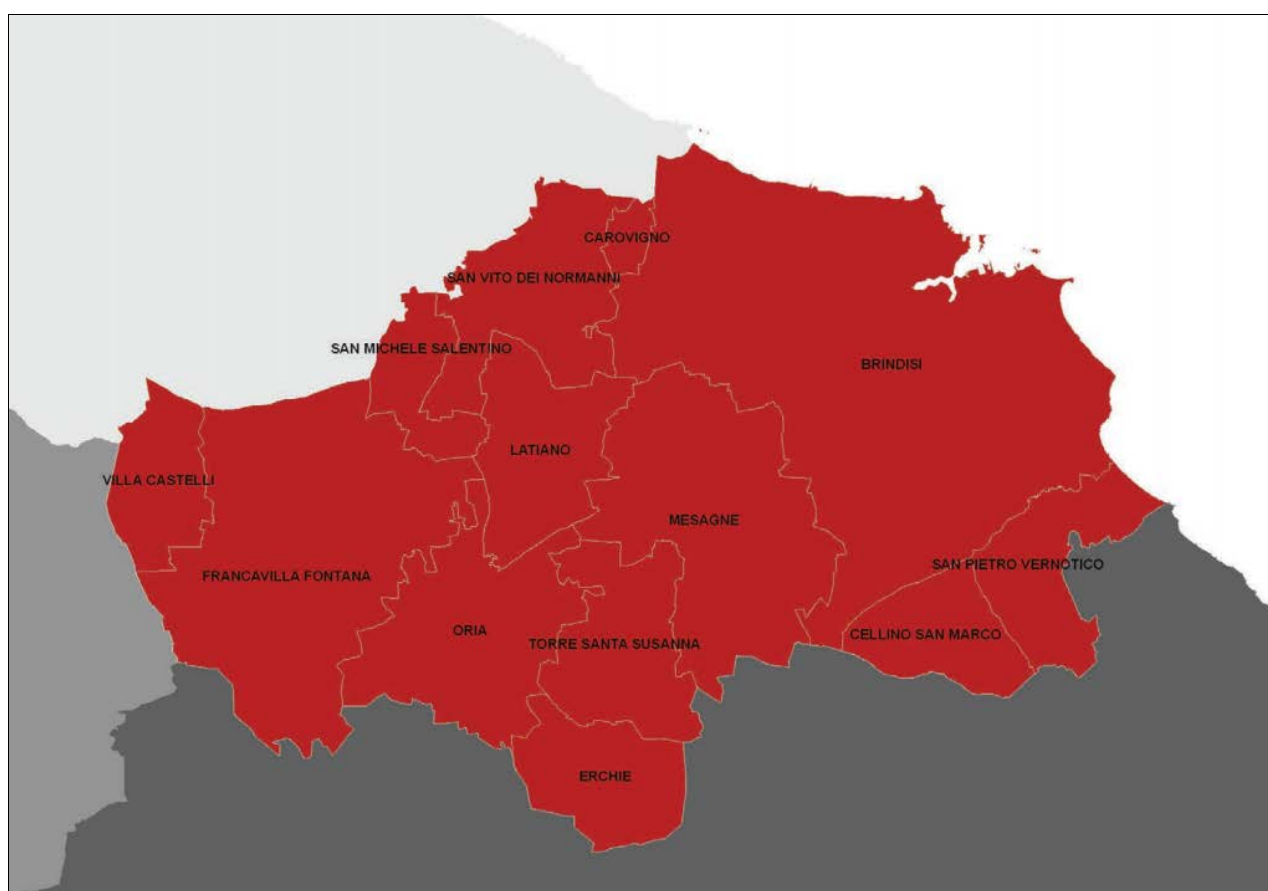 CAROVIGNO
SAN VITO DEI NORMANNI
SAN MICHELE SALENTINO
BRINDISI
LATIANO
VILLA CASTELLI
MESAGNE
SAN PIETRO VERNOTICO
FRANCAVILLA FONTANA
ORIA
CELLINO SAN MARCO
TORRE SANTA SUSANNA
ERCHIE